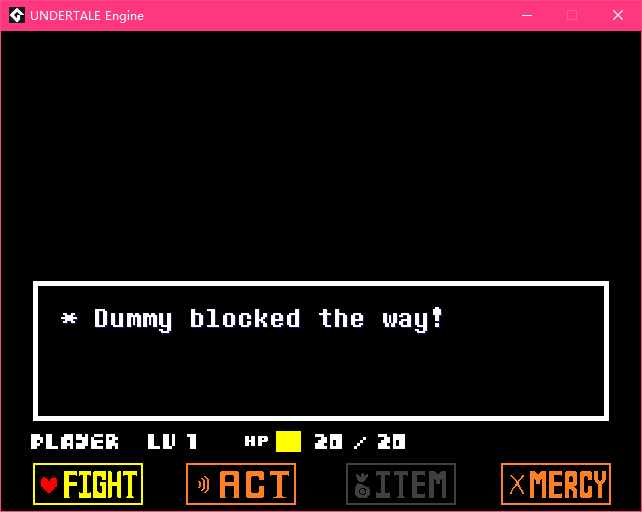 UNDERTALE Engine
* Dummy blocked the way!
PLAYER LV 1 HP 20 / 20
FIGHT ACT ITEM MERCY